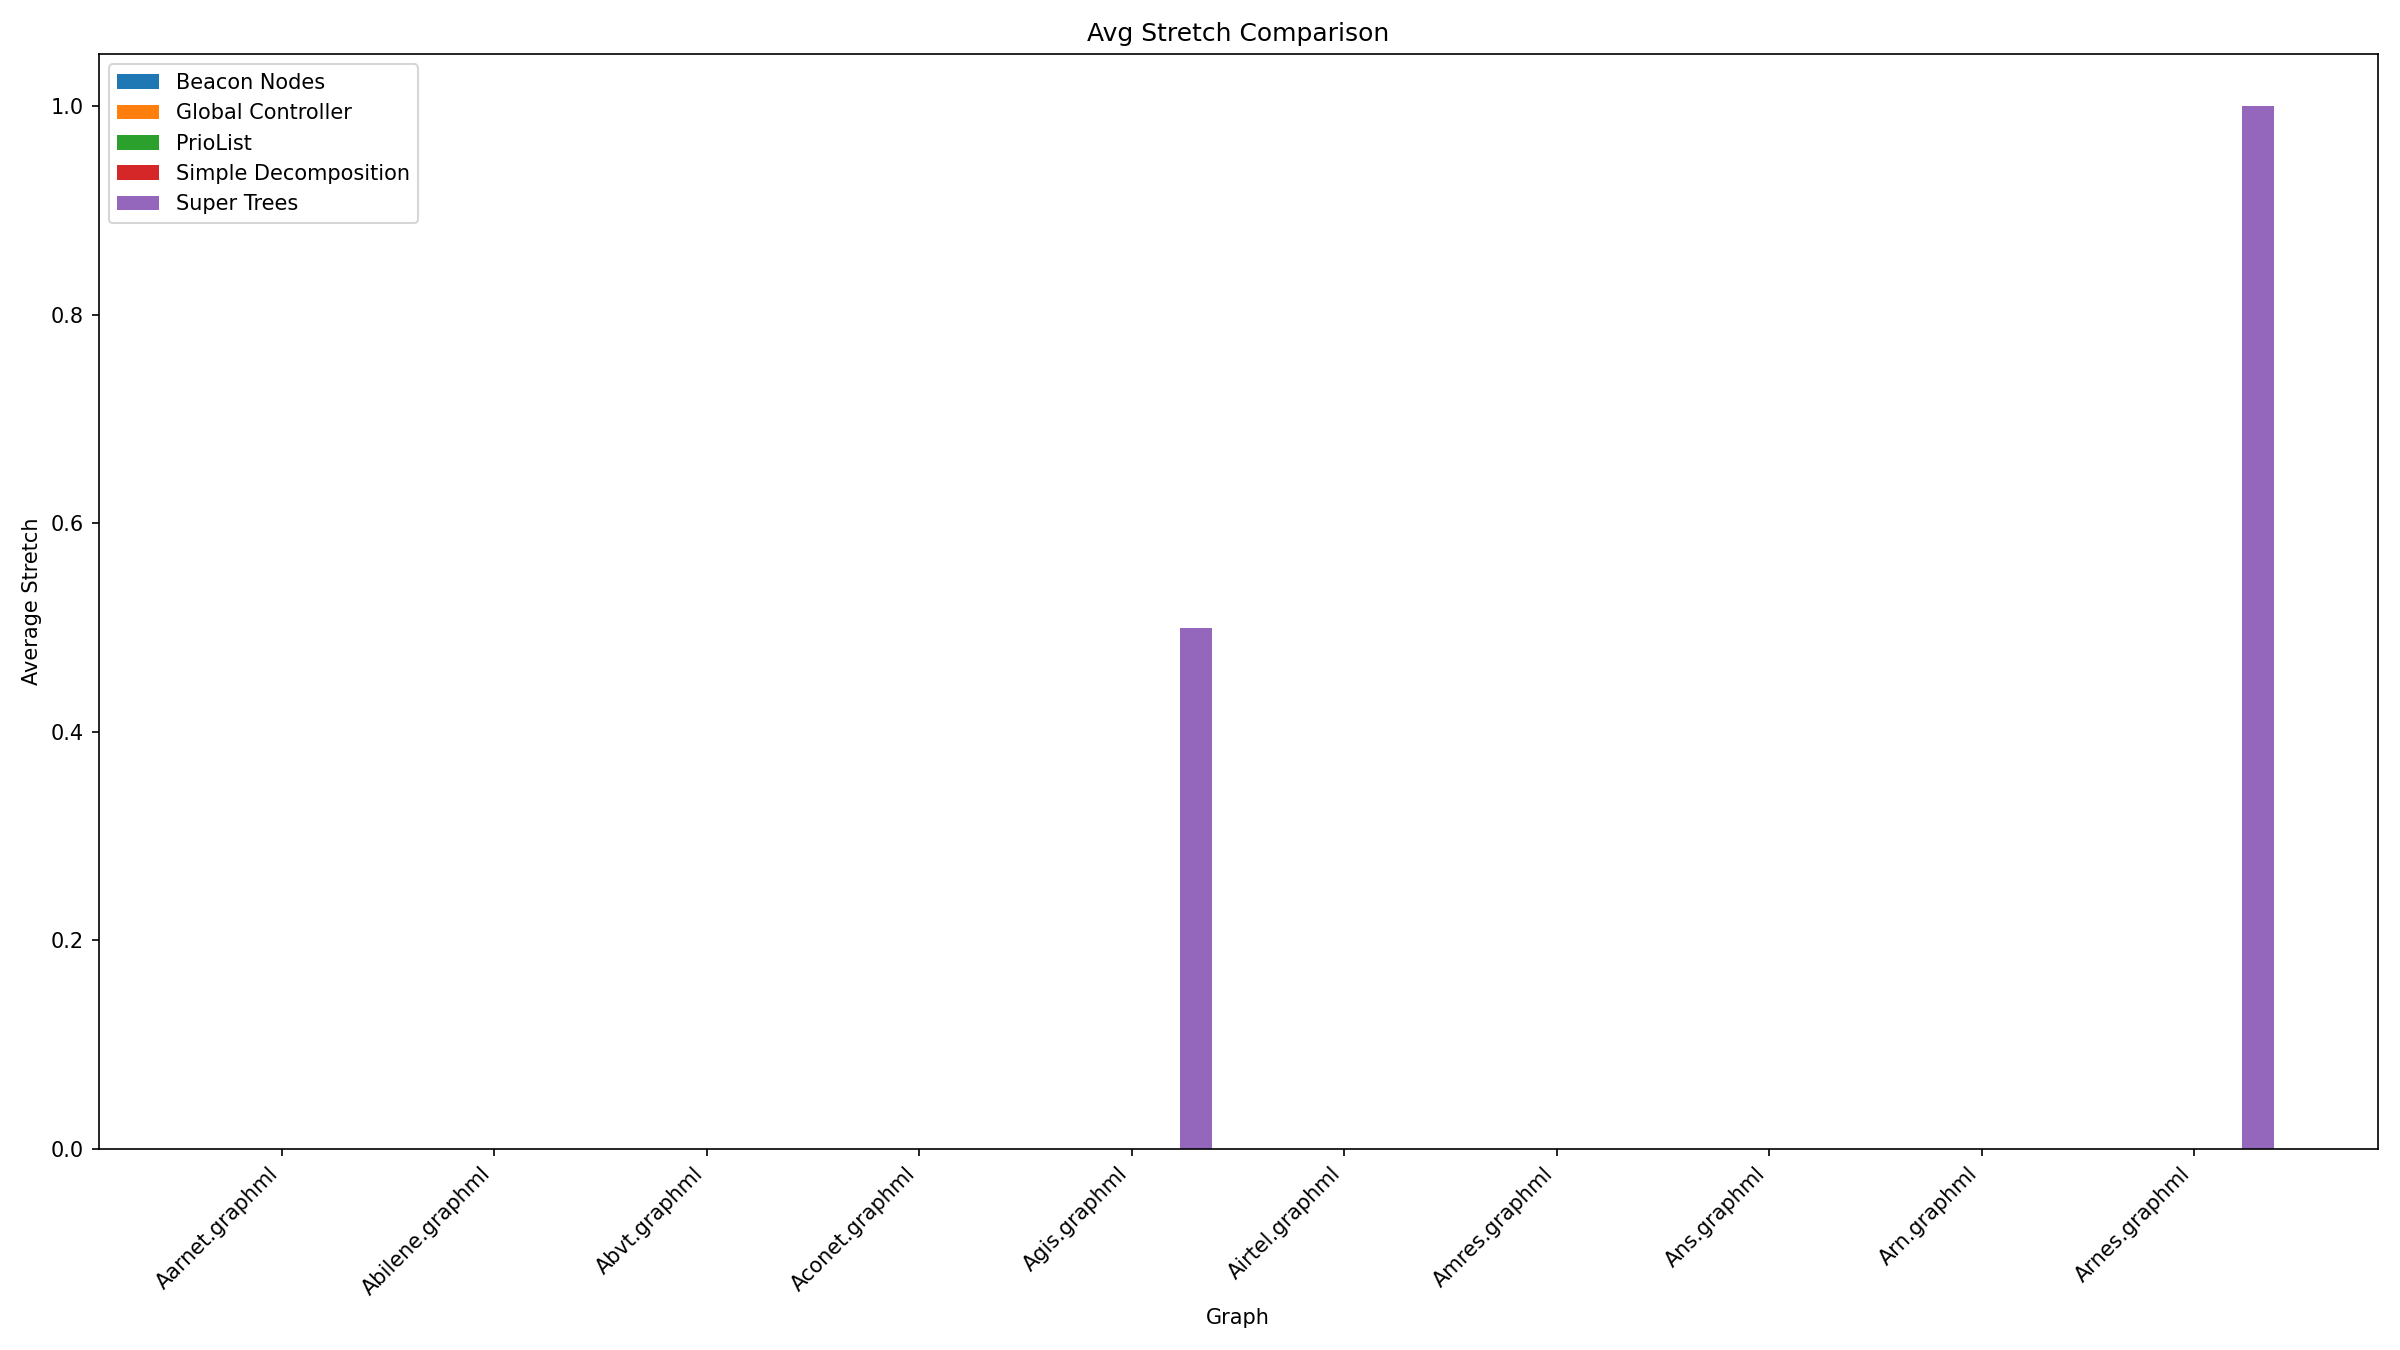 Avg Stretch Comparison
Beacon Nodes
Global Controller
PrioList
Simple Decomposition
Super Trees
1.0
0.8
0.6
0.4
0.2
0.0
Average Stretch
Aarnet.graphml
Abilene.graphml
Abvt.graphml
Aconet.graphml
Agis.graphml
Airtel.graphml
Amres.graphml
Ans.graphml
Arn.graphml
Arnes.graphml
Graph